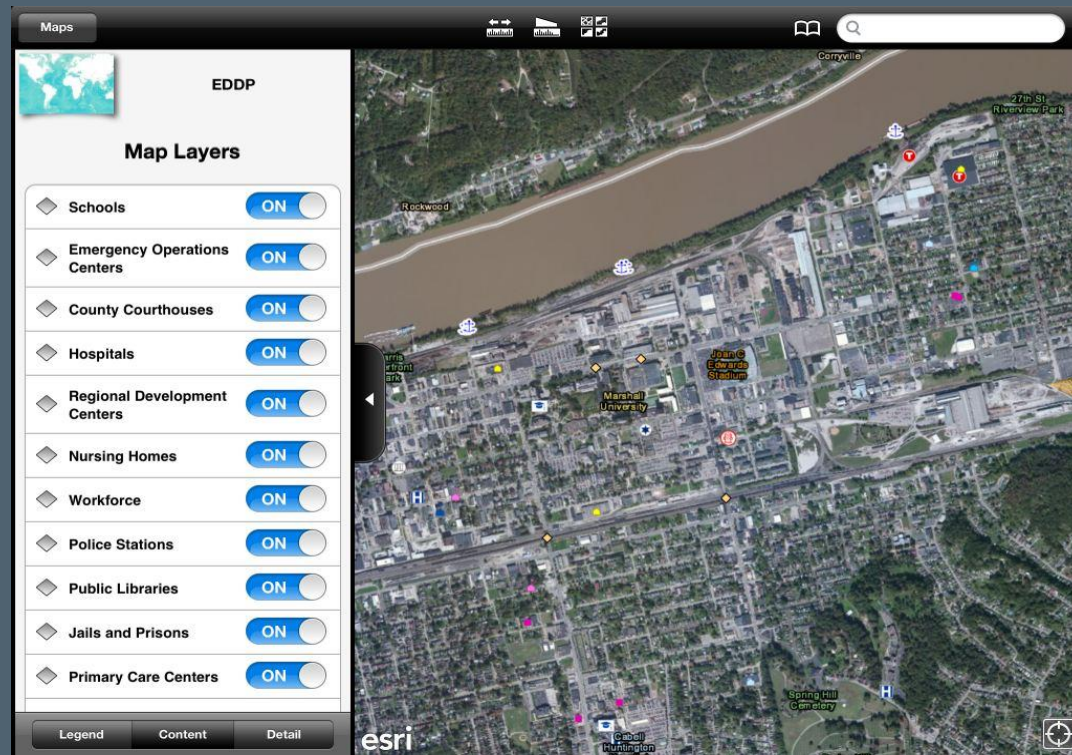 Maps
EDDP
Map Layers
Schools ON
Emergency Operations
Centers ON
County Courthouses ON
Hospitals ON
Regional Development
Centers ON
Nursing Homes ON
Workforce ON
Police Stations ON
Public Libraries ON
Jails and Prisons ON
Primary Care Centers ON
Legend Content Detail
Corryville
27th St
Riverview Park
T
T
Rockwood
Joan C
Edwards
Stadium
Marshall
University
H
H
Spring Hill
Cemetery
Cabell
Huntington
esri